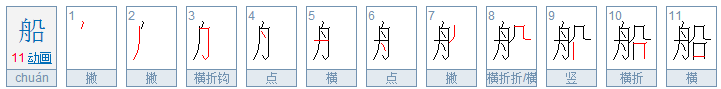 船
11 动画
chuán
1
撇
2
撇
3
横折钩
4
点
5
横
6
点
7
撇
8
横折折/横
9
竖
10
横折
11
横